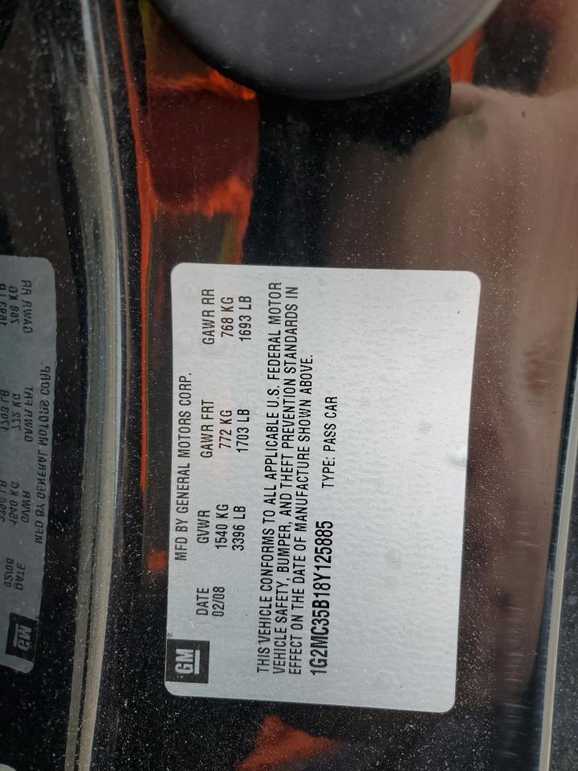 GM
MFD BY GENERAL MOTORS CORP.
DATE GVWR GAWR FRT GAWR RR
02/08 1540 KG 772 KG 768 KG
3396 LB 1703 LB 1693 LB
THIS VEHICLE CONFORMS TO ALL APPLICABLE U.S. FEDERAL MOTOR
VEHICLE SAFETY, BUMPER, AND THEFT PREVENTION STANDARDS IN
EFFECT ON THE DATE OF MANUFACTURE SHOWN ABOVE.
1G2MC35B18Y125885 TYPE: PASS CAR